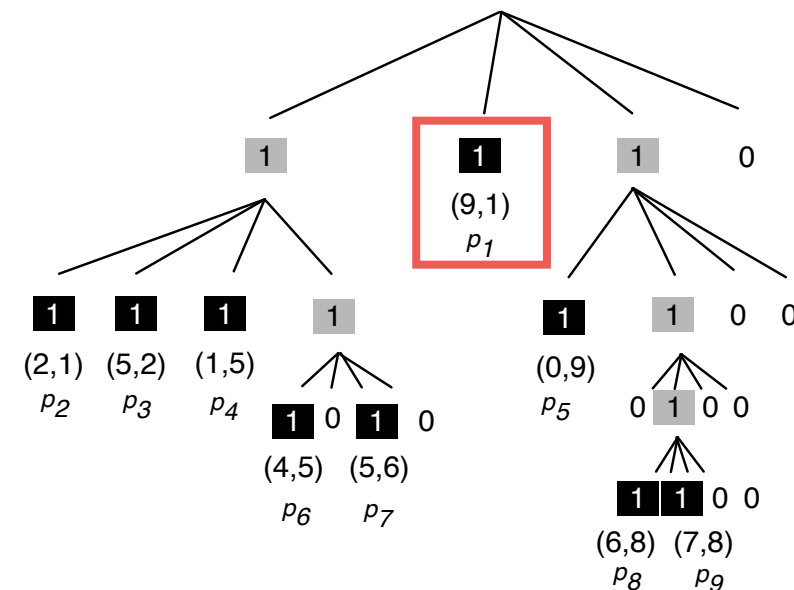 1 1 1 0
(9,1)
p1
1 1 1 1 1 1 0 0
(2,1) (5,2) (1,5) (0,9)
p2 p3 p4 p5
0 1 0 0
1 0 1 0
(4,5) (5,6)
p6 p7
1 1 0 0
(6,8) (7,8)
p8 p9